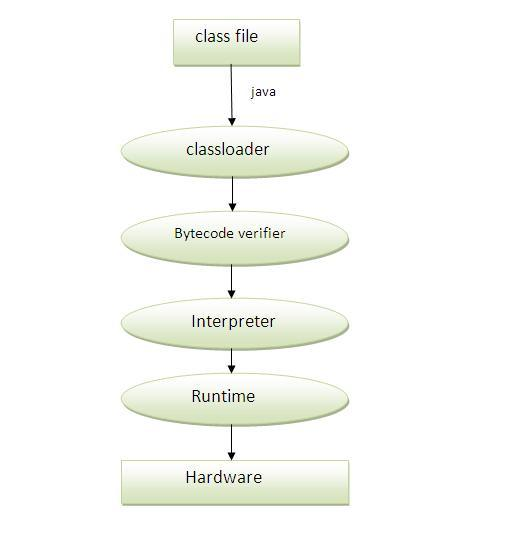 class file
java
classloader
Bytecode verifier
Interpreter
Runtime
Hardware